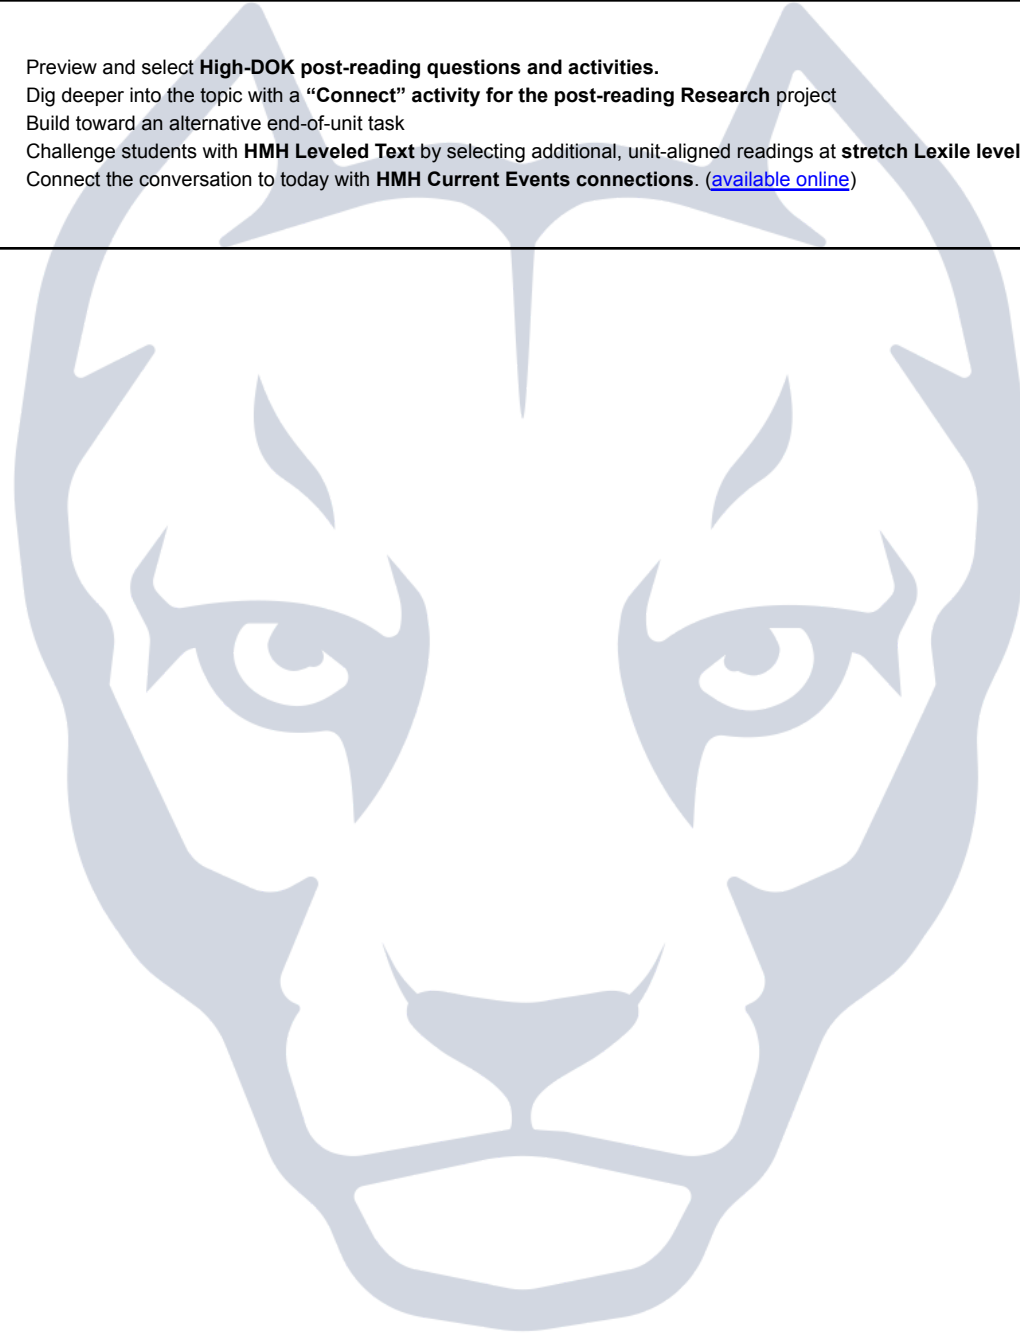 Preview and select High-DOK post-reading questions and activities.
Dig deeper into the topic with a “Connect” activity for the post-reading Research project
Build toward an alternative end-of-unit task
Challenge students with HMH Leveled Text by selecting additional, unit-aligned readings at stretch Lexile level
Connect the conversation to today with HMH Current Events connections. (available online)